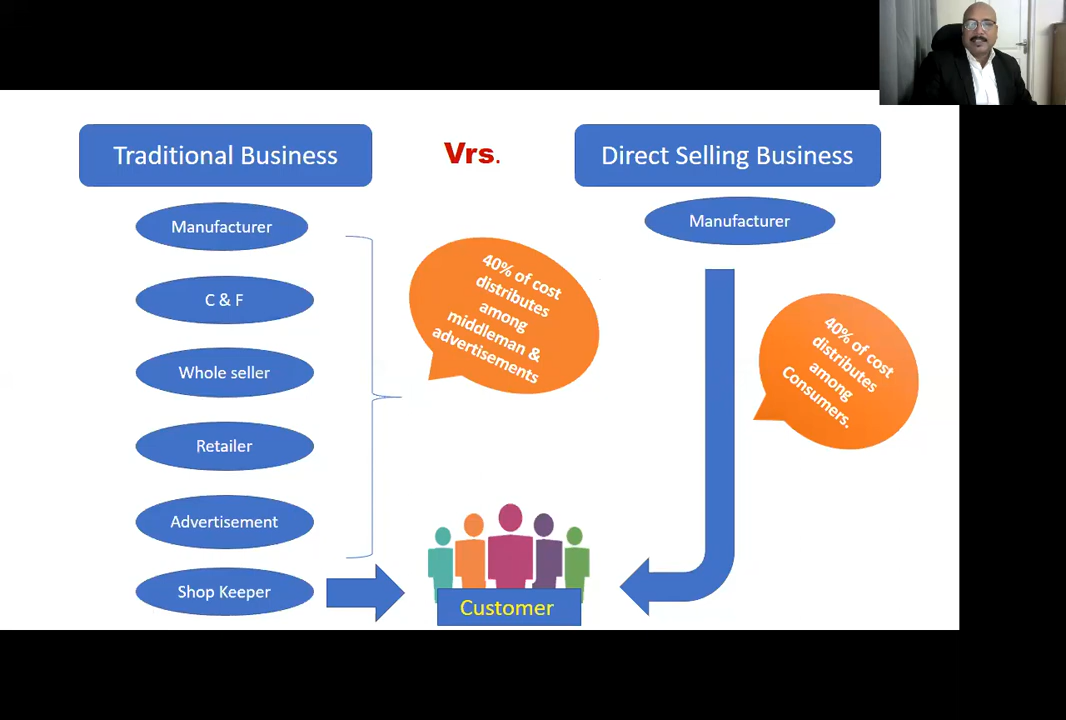 Traditional Business
Vrs.
Direct Selling Business
Manufacturer
C & F
Whole seller
Retailer
Advertisement
Shop Keeper
40% of cost
distributes
among
middleman &
advertisements
Manufacturer
40% of cost
distributes
among
Consumers.
Customer